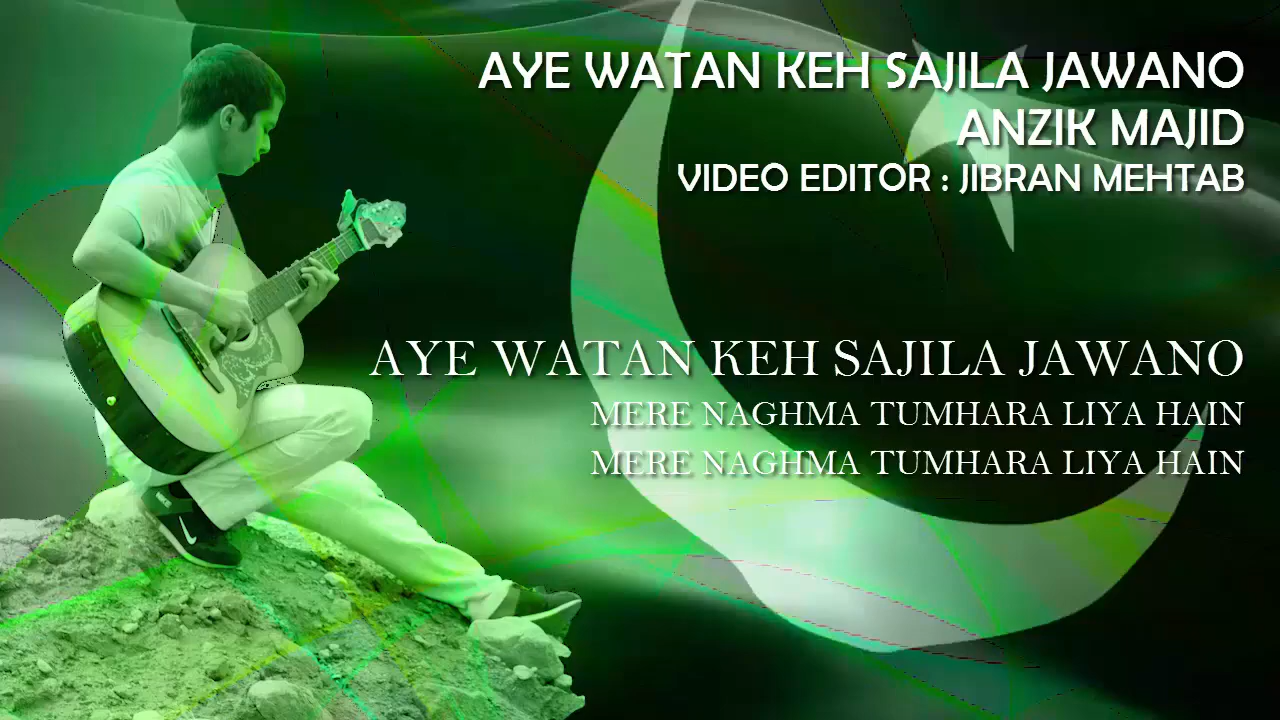 AYE WATAN KEH SAJILA JAWANO
ANZIK MAJID
VIDEO EDITOR : JIBRAN MEHTAB
AYE WATAN KEH SAJILA JAWANO
MERE NAGHMA TUMHARA LIYA HAIN
MERE NAGHMA TUMHARA LIYA HAIN